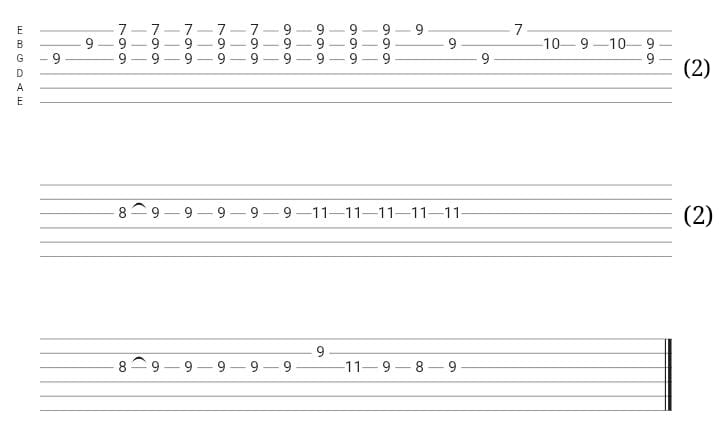 E 7 7 7 7 7 9 9 9 9 9 7
B 9 9 9 9 9 9 9 9 9 9 9 10 9 10 9
G 9 9 9 9 9 9 9 9 9 9 9 9 (2)
D
A
E
8 9 9 9 9 9 11 11 11 11 11 (2)
9
8 9 9 9 9 9 11 9 8 9